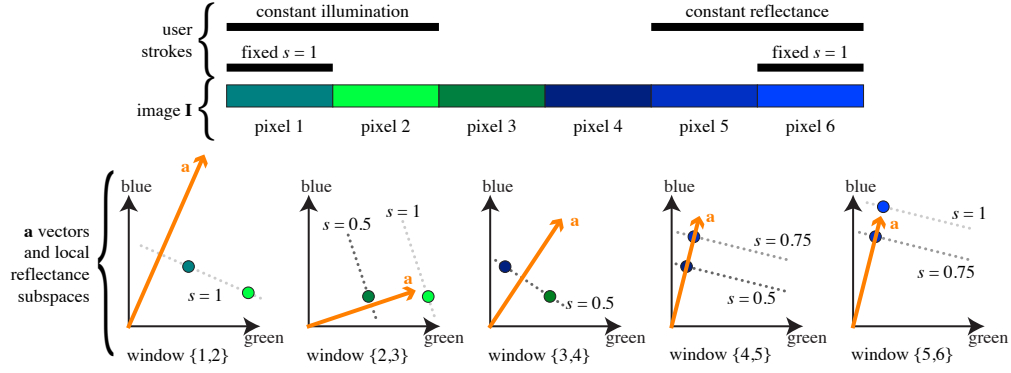 constant illumination
constant reflectance
user
strokes
fixed s = 1
fixed s = 1
image I
pixel 1
pixel 2
pixel 3
pixel 4
pixel 5
pixel 6
a vectors
and local
reflectance
subspaces
blue
a
s = 1
green
window {1,2}
blue
s = 0.5
s = 1
a
green
window {2,3}
blue
a
s = 0.5
green
window {3,4}
blue
a
s = 0.75
s = 0.5
green
window {4,5}
blue
a
s = 1
s = 0.75
green
window {5,6}